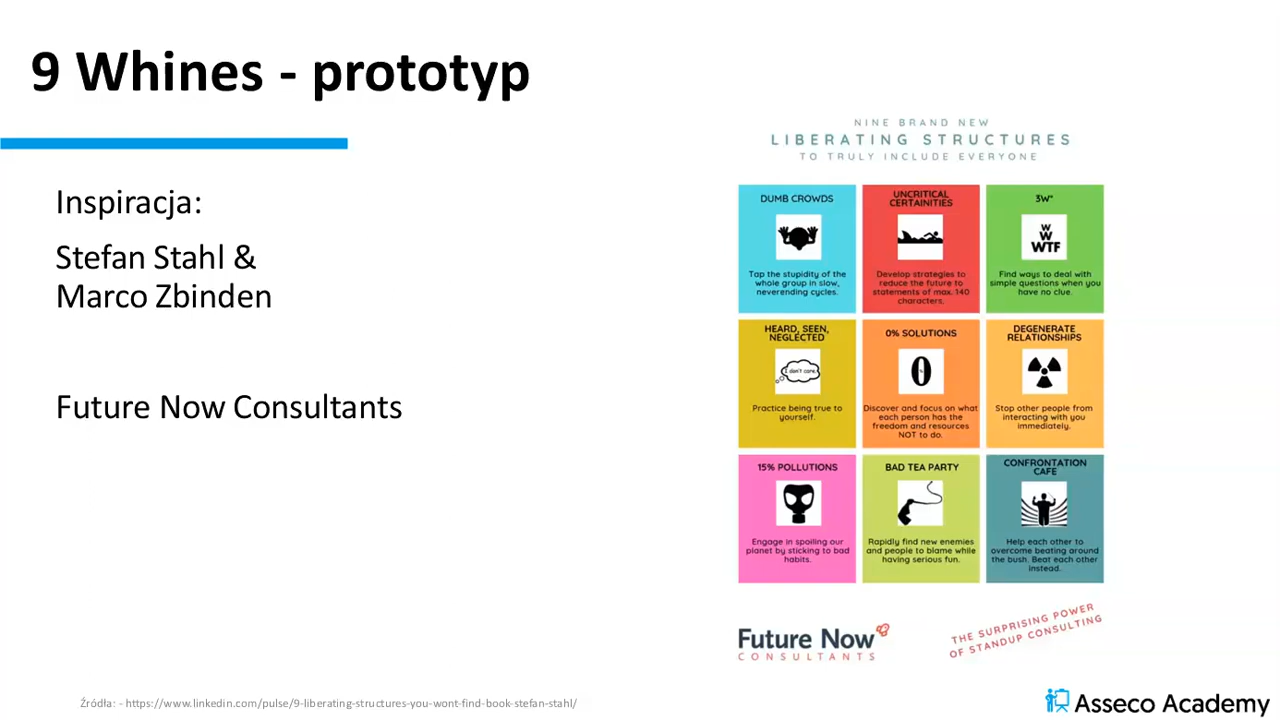 9 Whines - prototyp
Inspiracja:
Stefan Stahl &
Marco Zbinden
Future Now Consultants
NINE BRAND NEW
LIBERATING STRUCTURES
TO TRULY INCLUDE EVERYONE
DUMB CROWDS
Tap the stupidity of the
whole group in slow,
neverending cycles.
UNCRITICAL
CERTAINITIES
Develop strategies to
reduce the future to
statements of max. 140
characters.
3W*
W
W
WTF
Find ways to deal with
simple questions when you
have no clue.
HEARD, SEEN,
NEGLECTED
I don't care.
Practice being true to
yourself.
0% SOLUTIONS
0
%
Discover and focus on what
each person has the
freedom and resources
NOT to do.
DEGENERATE
RELATIONSHIPS
Stop other people from
interacting with you
immediately.
15% POLLUTIONS
Engage in spoiling our
planet by sticking to bad
habits.
BAD TEA PARTY
Rapidly find new enemies
and people to blame while
having serious fun.
CONFRONTATION
CAFE
Help each other to
overcome beating around
the bush. Beat each other
instead.
Future Now
CONSULTANTS
THE SURPRISING POWER
OF STANDUP CONSULTING
Źródła: - https://www.linkedin.com/pulse/9-liberating-structures-you-wont-find-book-stefan-stahl/
Asseco Academy